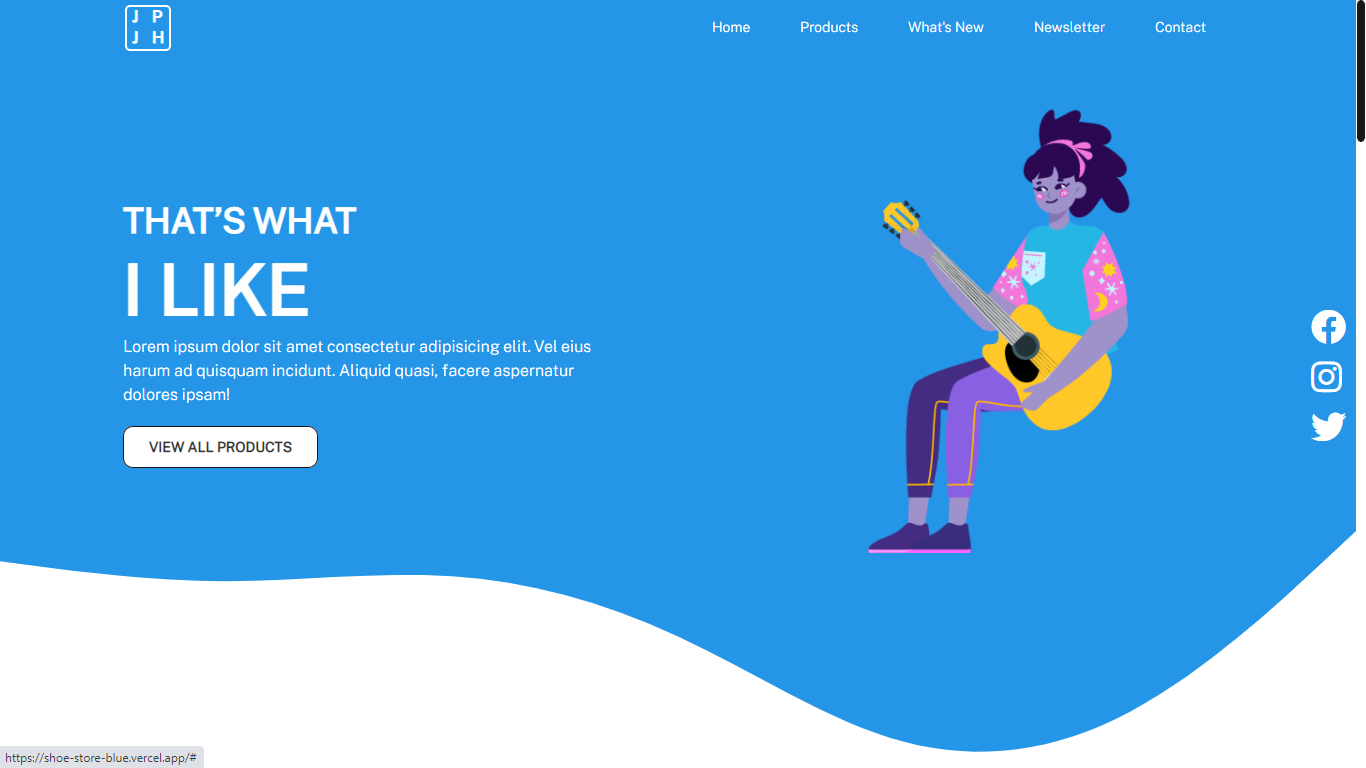 J P
J H
Home Products What's New Newsletter Contact
THAT’S WHAT
I LIKE
Lorem ipsum dolor sit amet consectetur adipisicing elit. Vel eius
harum ad quisquam incidunt. Aliquid quasi, facere aspernatur
dolores ipsam!
VIEW ALL PRODUCTS
https://shoe-store-blue.vercel.app/#